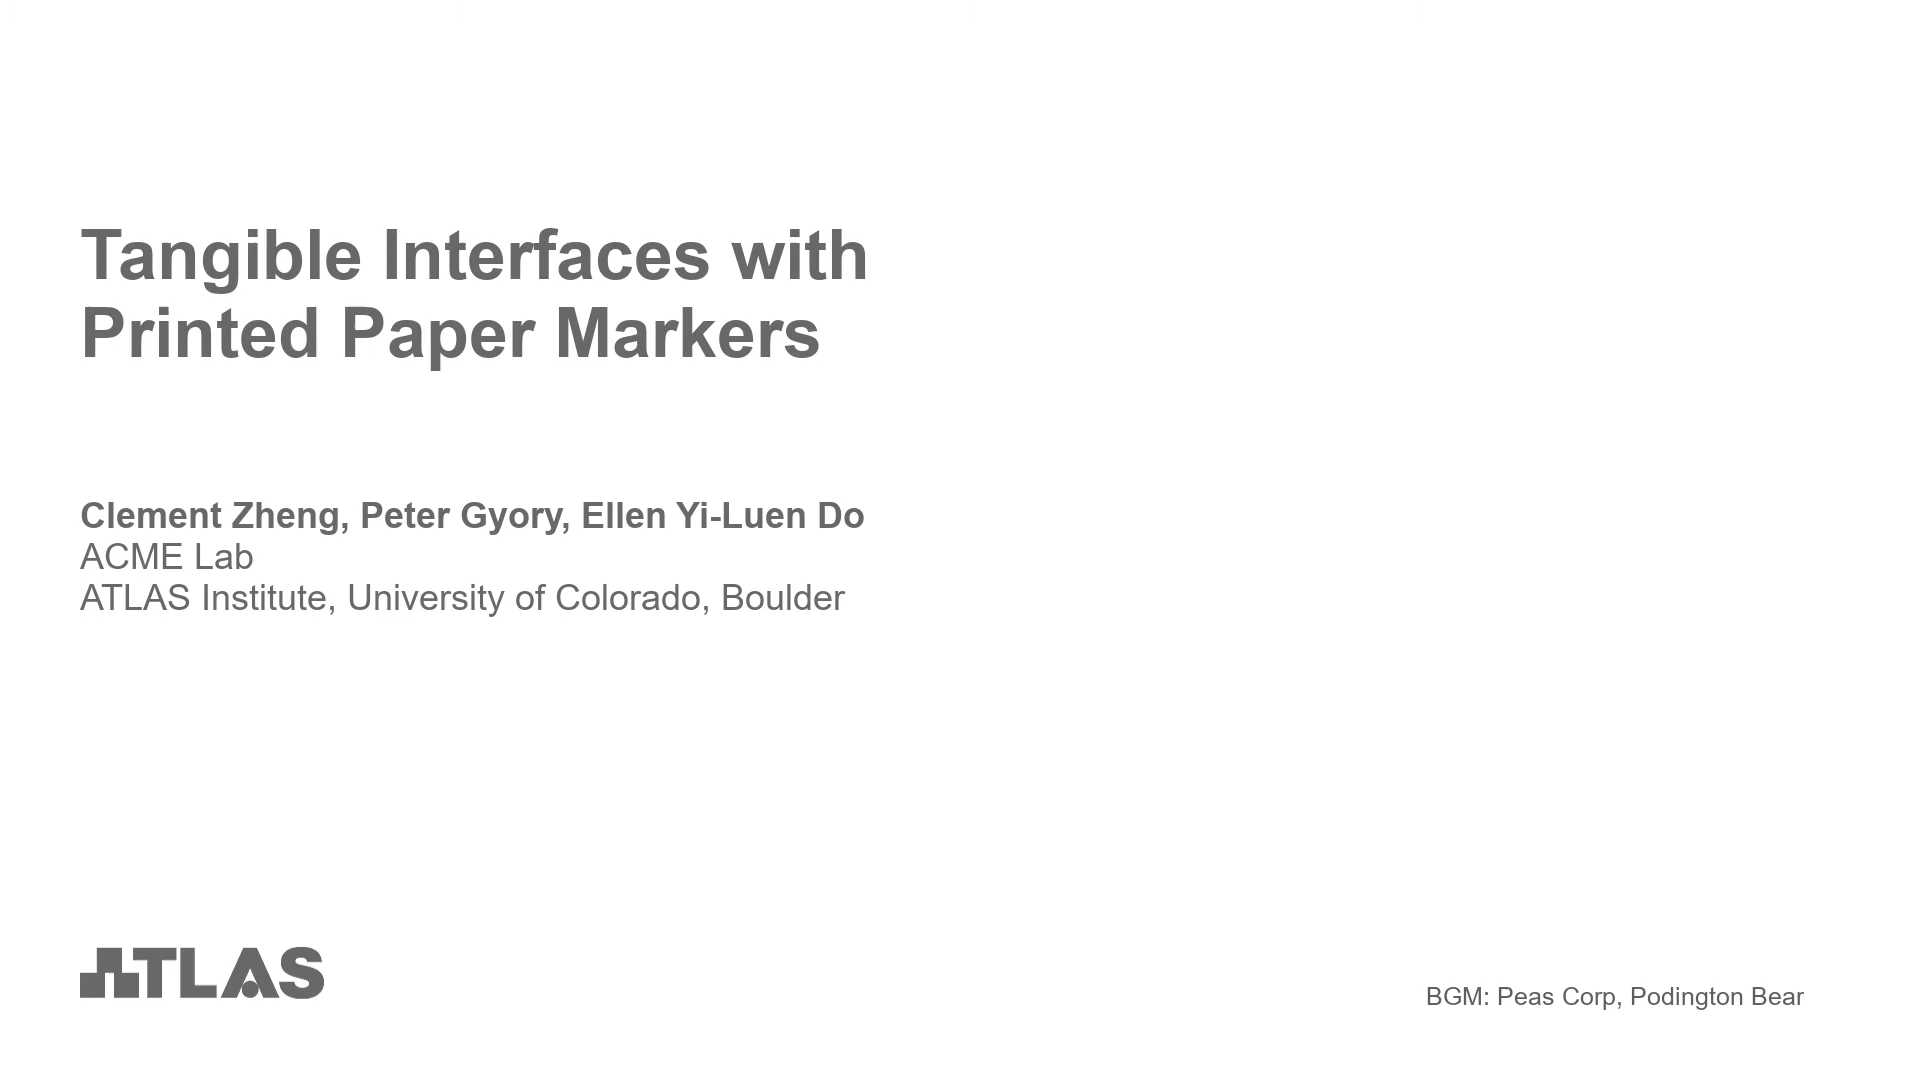 Tangible Interfaces with
Printed Paper Markers
Clement Zheng, Peter Gyory, Ellen Yi-Luen Do
ACME Lab
ATLAS Institute, University of Colorado, Boulder
ATLAS
BGM: Peas Corp, Podington Bear